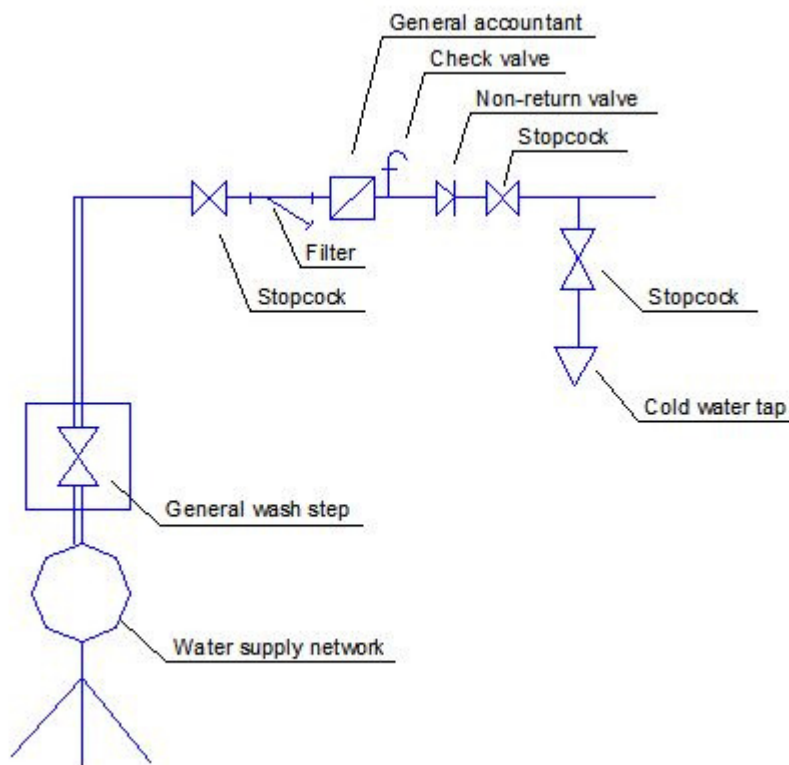 General accountant
Check valve
Non-return valve
Stopcock
Filter
Stopcock
Stopcock
Cold water tap
General wash step
Water supply network